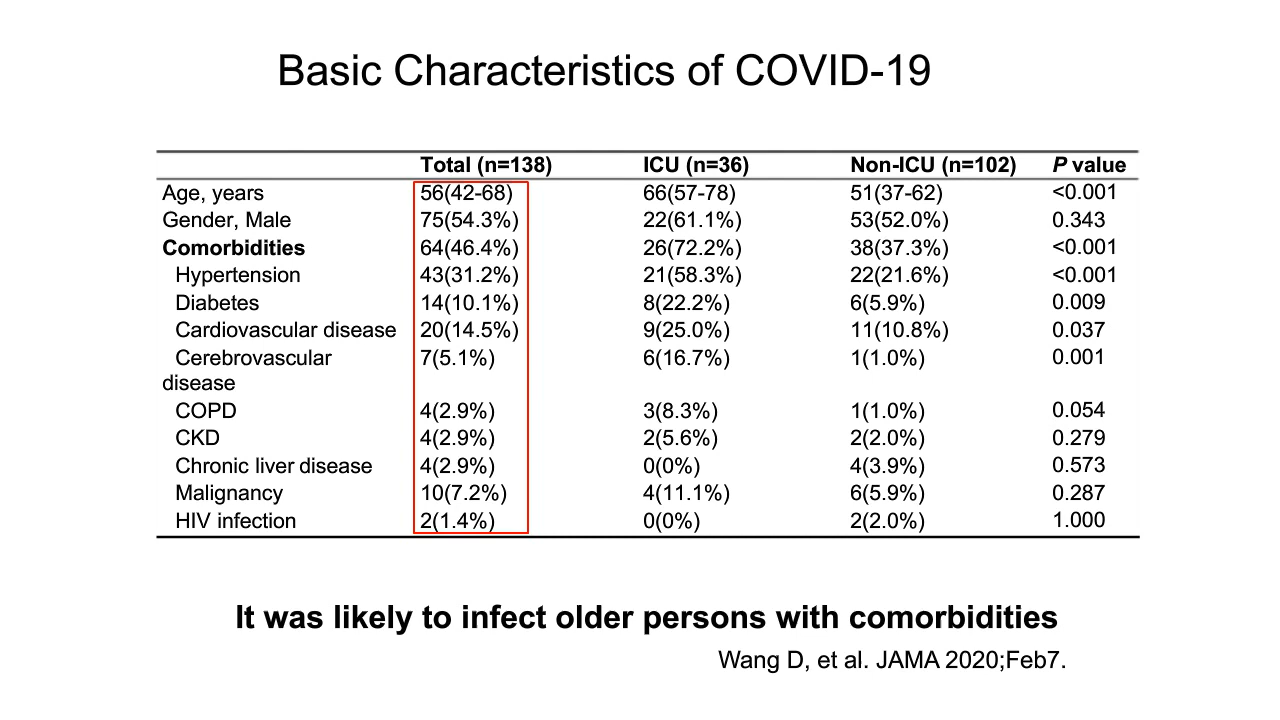 Basic Characteristics of COVID-19
Total (n=138) ICU (n=36) Non-ICU (n=102) P value
Age, years 56(42-68) 66(57-78) 51(37-62) <0.001
Gender, Male 75(54.3%) 22(61.1%) 53(52.0%) 0.343
Comorbidities 64(46.4%) 26(72.2%) 38(37.3%) <0.001
Hypertension 43(31.2%) 21(58.3%) 22(21.6%) <0.001
Diabetes 14(10.1%) 8(22.2%) 6(5.9%) 0.009
Cardiovascular disease 20(14.5%) 9(25.0%) 11(10.8%) 0.037
Cerebrovascular 7(5.1%) 6(16.7%) 1(1.0%) 0.001
disease
COPD 4(2.9%) 3(8.3%) 1(1.0%) 0.054
CKD 4(2.9%) 2(5.6%) 2(2.0%) 0.279
Chronic liver disease 4(2.9%) 0(0%) 4(3.9%) 0.573
Malignancy 10(7.2%) 4(11.1%) 6(5.9%) 0.287
HIV infection 2(1.4%) 0(0%) 2(2.0%) 1.000
It was likely to infect older persons with comorbidities
Wang D, et al. JAMA 2020;Feb7.